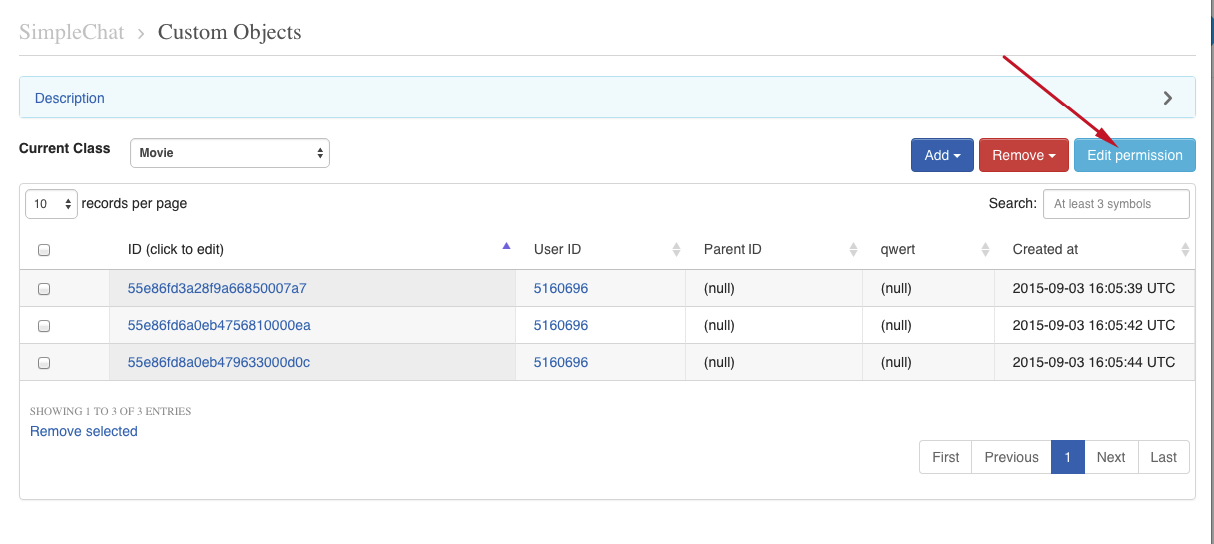 SimpleChat › Custom Objects
Description
Current Class Movie Add Remove Edit permission
10 records per page Search: At least 3 symbols
ID (click to edit) User ID Parent ID qwert Created at
55e86fd3a28f9a66850007a7 5160696 (null) (null) 2015-09-03 16:05:39 UTC
55e86fd6a0eb4756810000ea 5160696 (null) (null) 2015-09-03 16:05:42 UTC
55e86fd8a0eb479633000d0c 5160696 (null) (null) 2015-09-03 16:05:44 UTC
SHOWING 1 TO 3 OF 3 ENTRIES
Remove selected
First Previous 1 Next Last